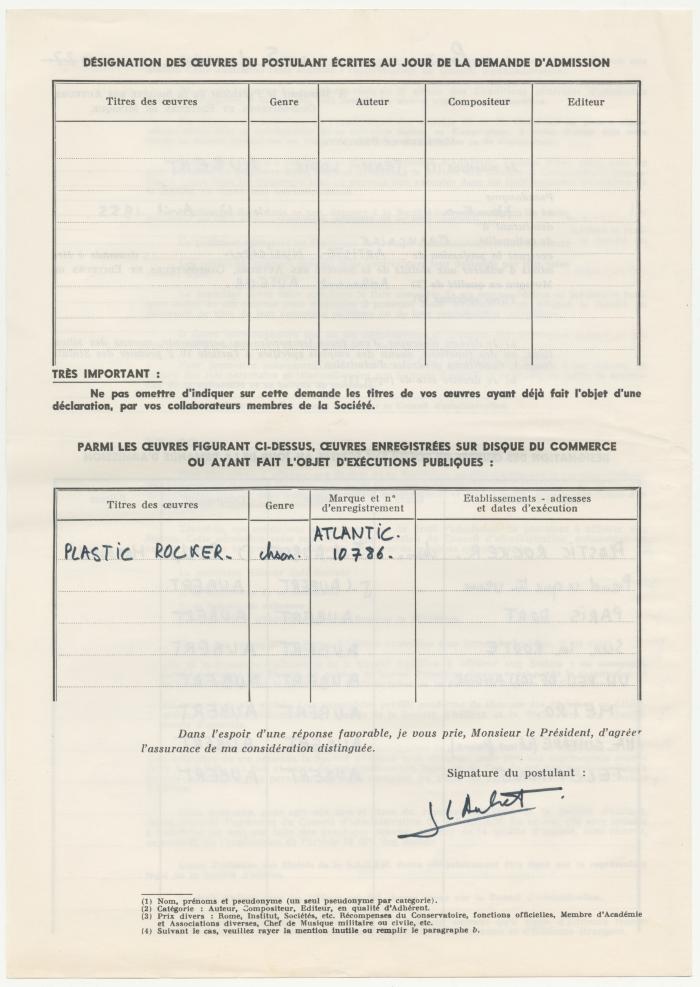 DÉSIGNATION DES ŒUVRES DU POSTULANT ÉCRITES AU JOUR DE LA DEMANDE D'ADMISSION
Titres des œuvres Genre Auteur Compositeur Editeur
TRÈS IMPORTANT :
Ne pas omettre d'indiquer sur cette demande les titres de vos œuvres ayant déjà fait l'objet d'une
déclaration, par vos collaborateurs membres de la Société.
PARMI LES ŒUVRES FIGURANT CI-DESSUS, ŒUVRES ENREGISTRÉES SUR DISQUE DU COMMERCE
OU AYANT FAIT L'OBJET D'EXÉCUTIONS PUBLIQUES :
Titres des œuvres Genre Marque et n° d'enregistrement Etablissements - adresses et dates d'exécution
ATLANTIC.
PLASTIC ROCKER. chson. 10786.
Dans l'espoir d'une réponse favorable, je vous prie, Monsieur le Président, d'agréer
l'assurance de ma considération distinguée.
Signature du postulant :
JL Aubert
(1) Nom, prénoms et pseudonyme (un seul pseudonyme par catégorie).
(2) Catégorie : Auteur, Compositeur, Editeur, en qualité d'Adhérent.
(3) Prix divers : Rome, Institut, Sociétés, etc. Récompenses du Conservatoire, fonctions officielles, Membre d'Académie
et Associations diverses, Chef de Musique militaire ou civile, etc.
(4) Suivant le cas, veuillez rayer la mention inutile ou remplir le paragraphe b.